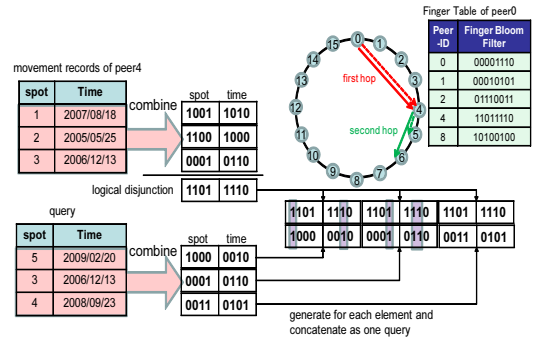 Finger Table of peer0
Peer-ID Finger Bloom Filter
0 00001110
1 00010101
2 01110011
4 11011110
8 10100100
0 1 2 3 4 5 6 7 8 9 10 11 12 13 14 15
first hop
second hop
movement records of peer4
spot Time
1 2007/08/18
2 2005/05/25
3 2006/12/13
combine
spot time
1001 1010
1100 1000
0001 0110
logical disjunction 1101 1110
query
spot Time
5 2009/02/20
3 2006/12/13
4 2008/09/23
combine
spot time
1000 0010
0001 0110
0011 0101
1101 1110 1101 1110 1101 1110
1000 0010 0001 0110 0011 0101
generate for each element and
concatenate as one query